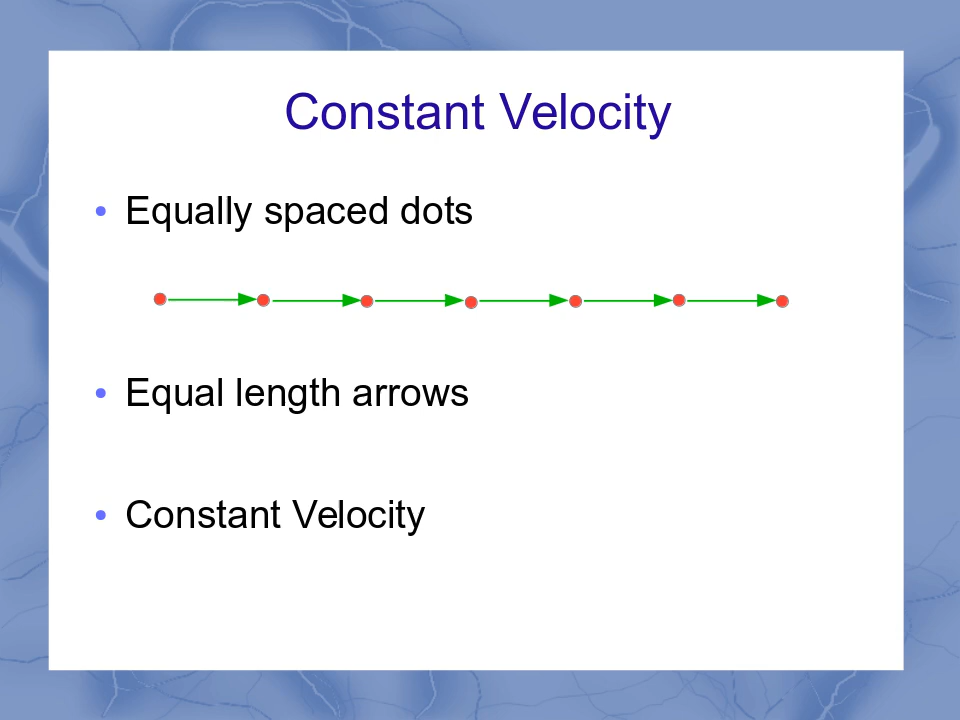 Constant Velocity
• Equally spaced dots
• Equal length arrows
• Constant Velocity